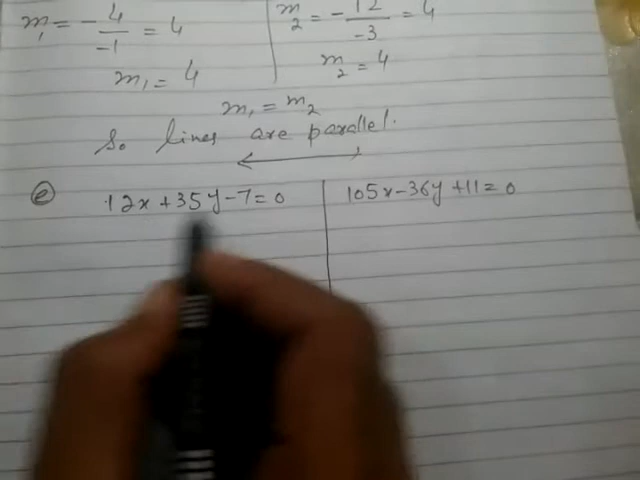 m₁ = - 4/-1 = 4
m₂ = - 12/-3 = 4
m₁ = 4
m₂ = 4
m₁ = m₂
So lines are parallel.
(e) 12x + 35y - 7 = 0
105x - 36y + 11 = 0